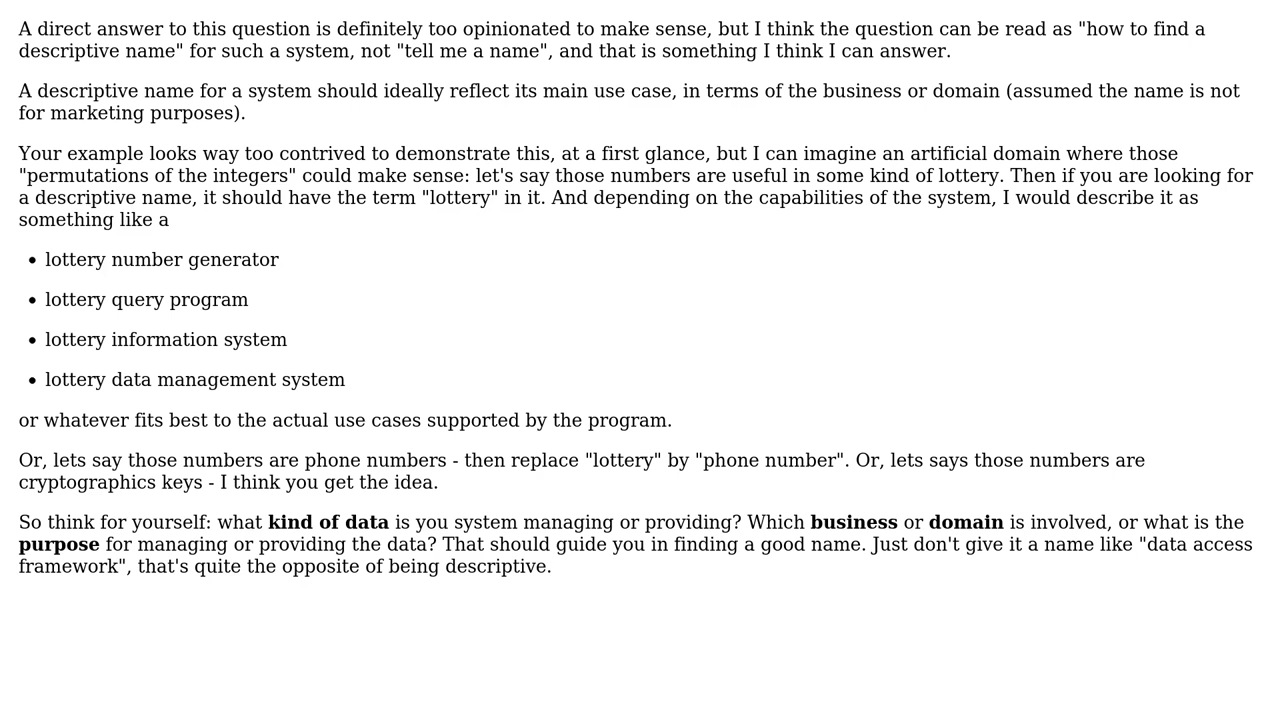 A direct answer to this question is definitely too opinionated to make sense, but I think the question can be read as "how to find a
descriptive name" for such a system, not "tell me a name", and that is something I think I can answer.
A descriptive name for a system should ideally reflect its main use case, in terms of the business or domain (assumed the name is not
for marketing purposes).
Your example looks way too contrived to demonstrate this, at a first glance, but I can imagine an artificial domain where those
"permutations of the integers" could make sense: let's say those numbers are useful in some kind of lottery. Then if you are looking for
a descriptive name, it should have the term "lottery" in it. And depending on the capabilities of the system, I would describe it as
something like a
• lottery number generator
• lottery query program
• lottery information system
• lottery data management system
or whatever fits best to the actual use cases supported by the program.
Or, lets say those numbers are phone numbers - then replace "lottery" by "phone number". Or, lets says those numbers are
cryptographics keys - I think you get the idea.
So think for yourself: what kind of data is you system managing or providing? Which business or domain is involved, or what is the
purpose for managing or providing the data? That should guide you in finding a good name. Just don't give it a name like "data access
framework", that's quite the opposite of being descriptive.